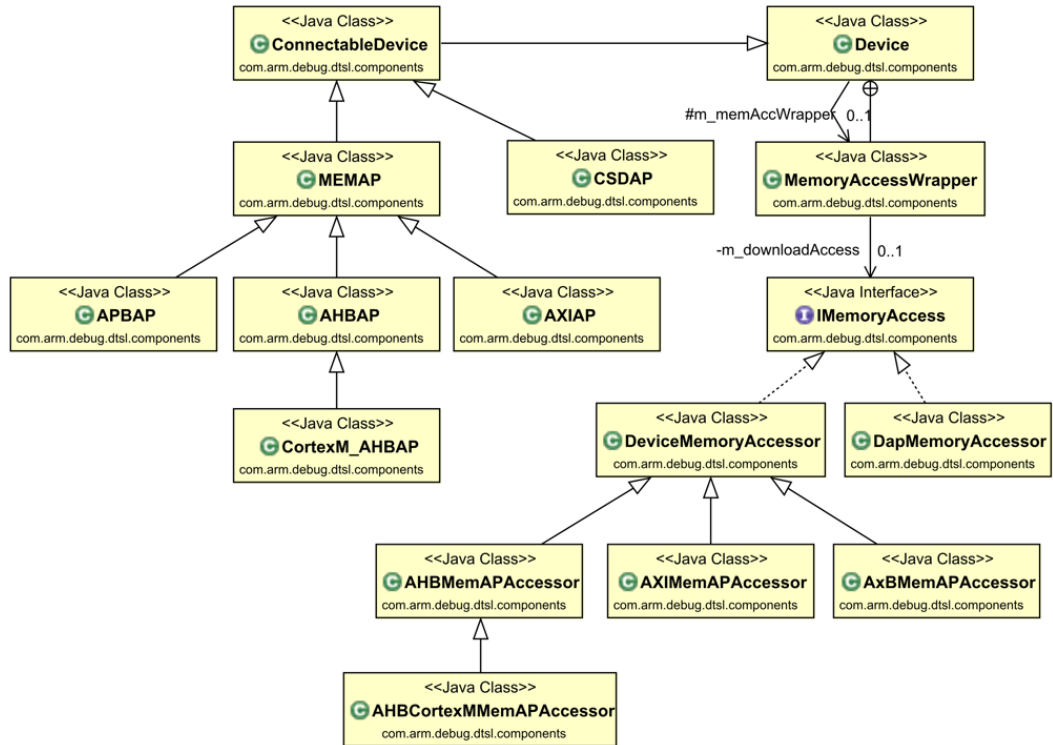 <<Java Class>>
ConnectableDevice
com.arm.debug.dtsl.components
<<Java Class>>
Device
com.arm.debug.dtsl.components
#m_memAccWrapper
0..1
<<Java Class>>
MEMAP
com.arm.debug.dtsl.components
<<Java Class>>
CSDAP
com.arm.debug.dtsl.components
<<Java Class>>
MemoryAccessWrapper
com.arm.debug.dtsl.components
-m_downloadAccess
0..1
<<Java Class>>
APBAP
com.arm.debug.dtsl.components
<<Java Class>>
AHBAP
com.arm.debug.dtsl.components
<<Java Class>>
AXIAP
com.arm.debug.dtsl.components
<<Java Interface>>
IMemoryAccess
com.arm.debug.dtsl.components
<<Java Class>>
CortexM_AHBAP
com.arm.debug.dtsl.components
<<Java Class>>
DeviceMemoryAccessor
com.arm.debug.dtsl.components
<<Java Class>>
DapMemoryAccessor
com.arm.debug.dtsl.components
<<Java Class>>
AHBMemAPAccessor
com.arm.debug.dtsl.components
<<Java Class>>
AXIMemAPAccessor
com.arm.debug.dtsl.components
<<Java Class>>
AxBMemAPAccessor
com.arm.debug.dtsl.components
<<Java Class>>
AHBCortexMMemAPAccessor
com.arm.debug.dtsl.components